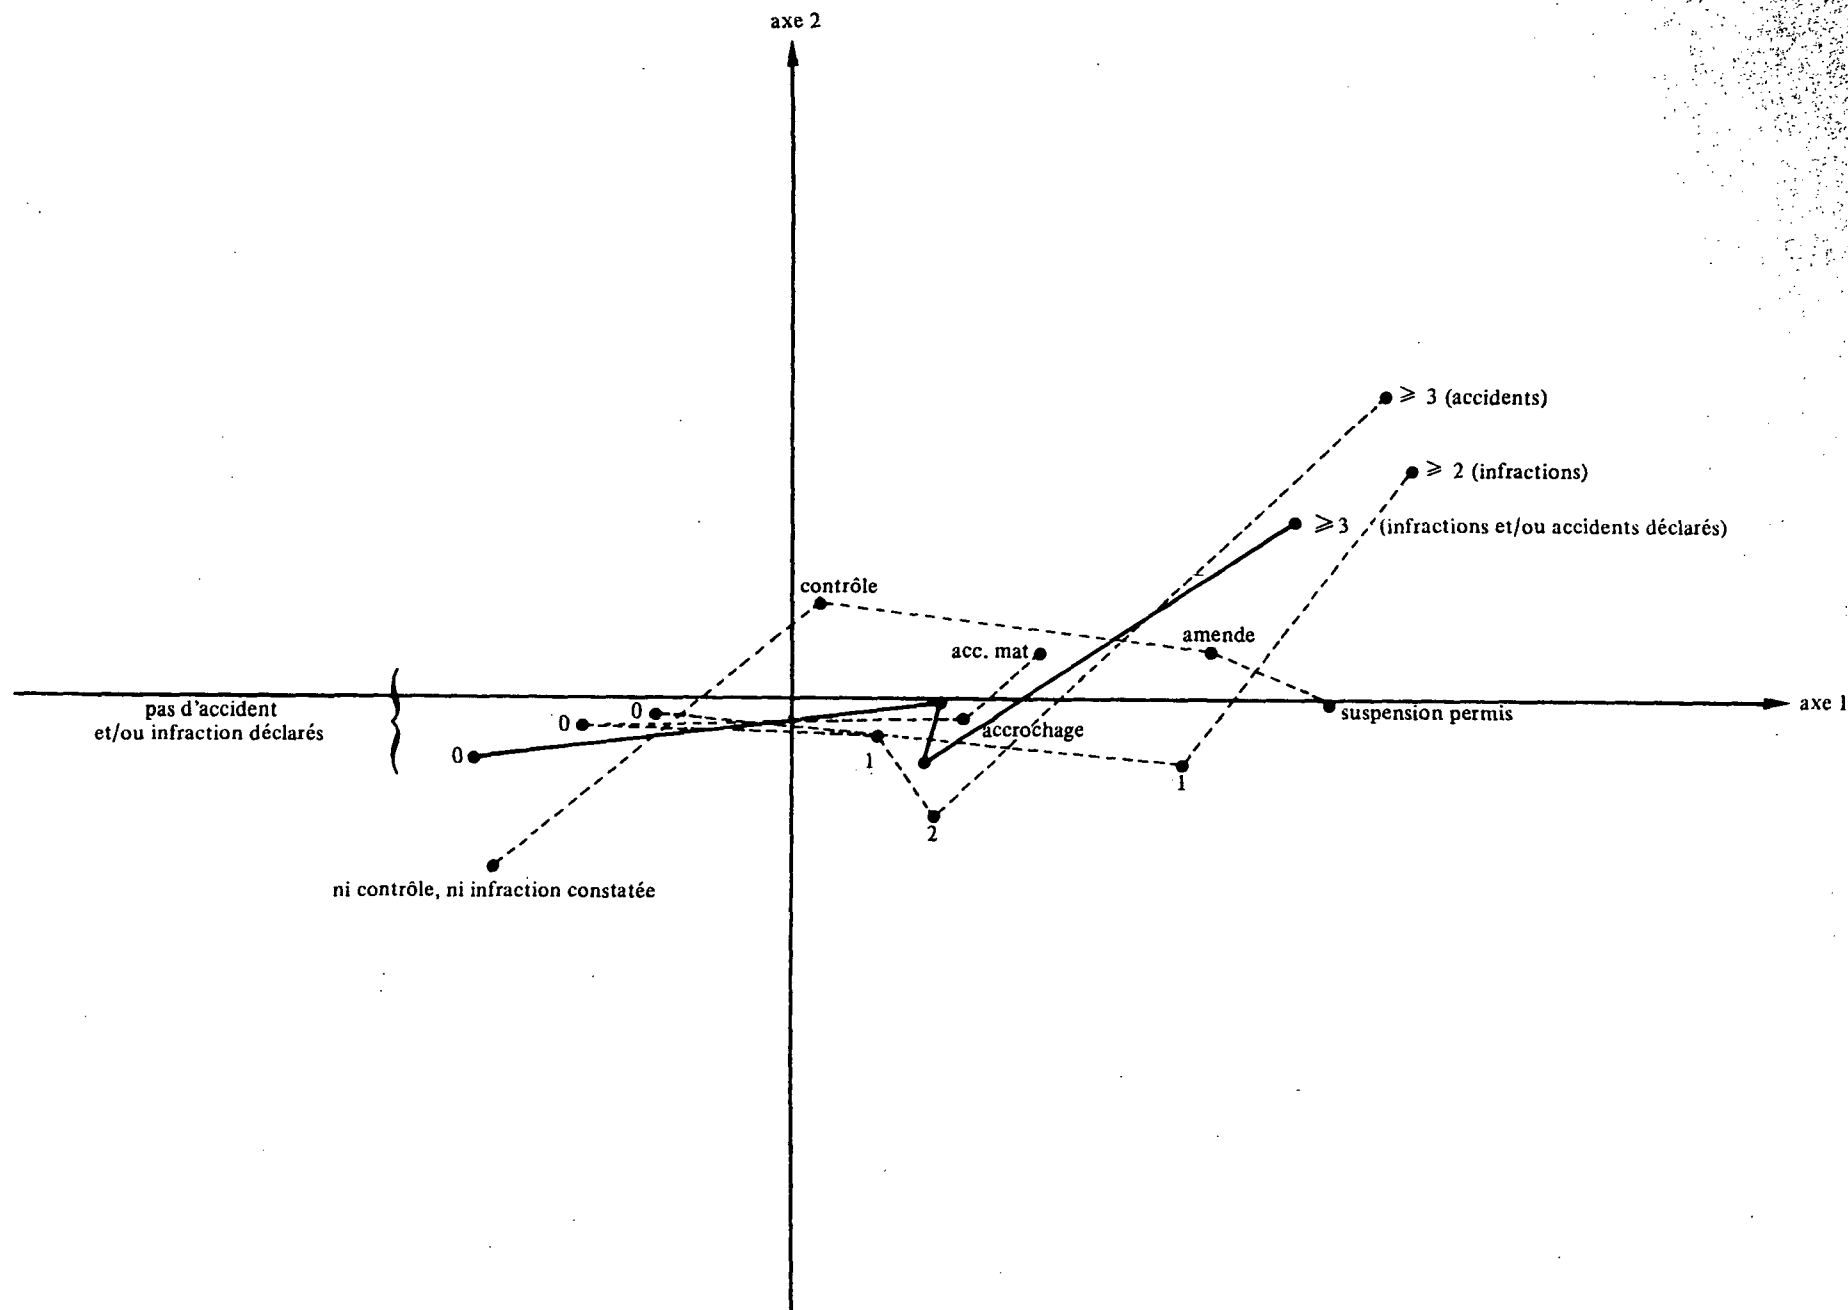 axe 2
≥ 3 (accidents)
≥ 2 (infractions)
≥3 (infractions et/ou accidents déclarés)
contrôle
amende
acc. mat
axe 1
pas d'accident
et/ou infraction déclarés
0
0
0
suspension permis
accrochage
1
1
2
ni contrôle, ni infraction constatée